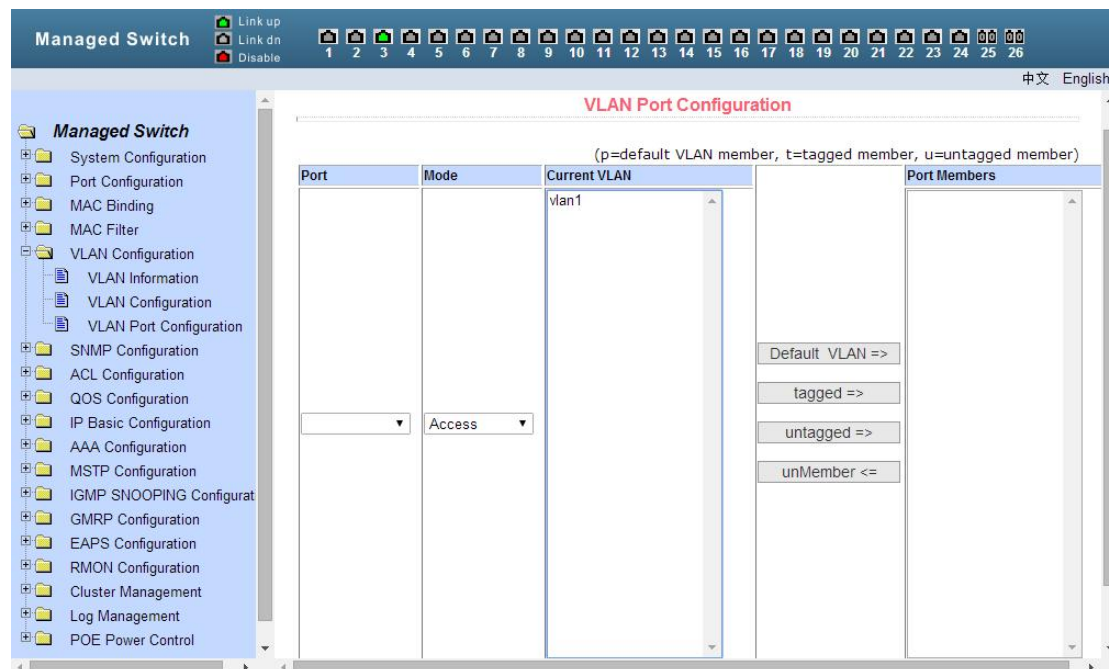 Managed Switch
Link up
Link dn
Disable
1 2 3 4 5 6 7 8 9 10 11 12 13 14 15 16 17 18 19 20 21 22 23 24 25 26
中文 English
Managed Switch
System Configuration
Port Configuration
MAC Binding
MAC Filter
VLAN Configuration
VLAN Information
VLAN Configuration
VLAN Port Configuration
SNMP Configuration
ACL Configuration
QOS Configuration
IP Basic Configuration
AAA Configuration
MSTP Configuration
IGMP SNOOPING Configurat
GMRP Configuration
EAPS Configuration
RMON Configuration
Cluster Management
Log Management
POE Power Control
VLAN Port Configuration
(p=default VLAN member, t=tagged member, u=untagged member)
Port Mode Current VLAN Port Members
vlan1
Access
Default VLAN =>
tagged =>
untagged =>
unMember <=